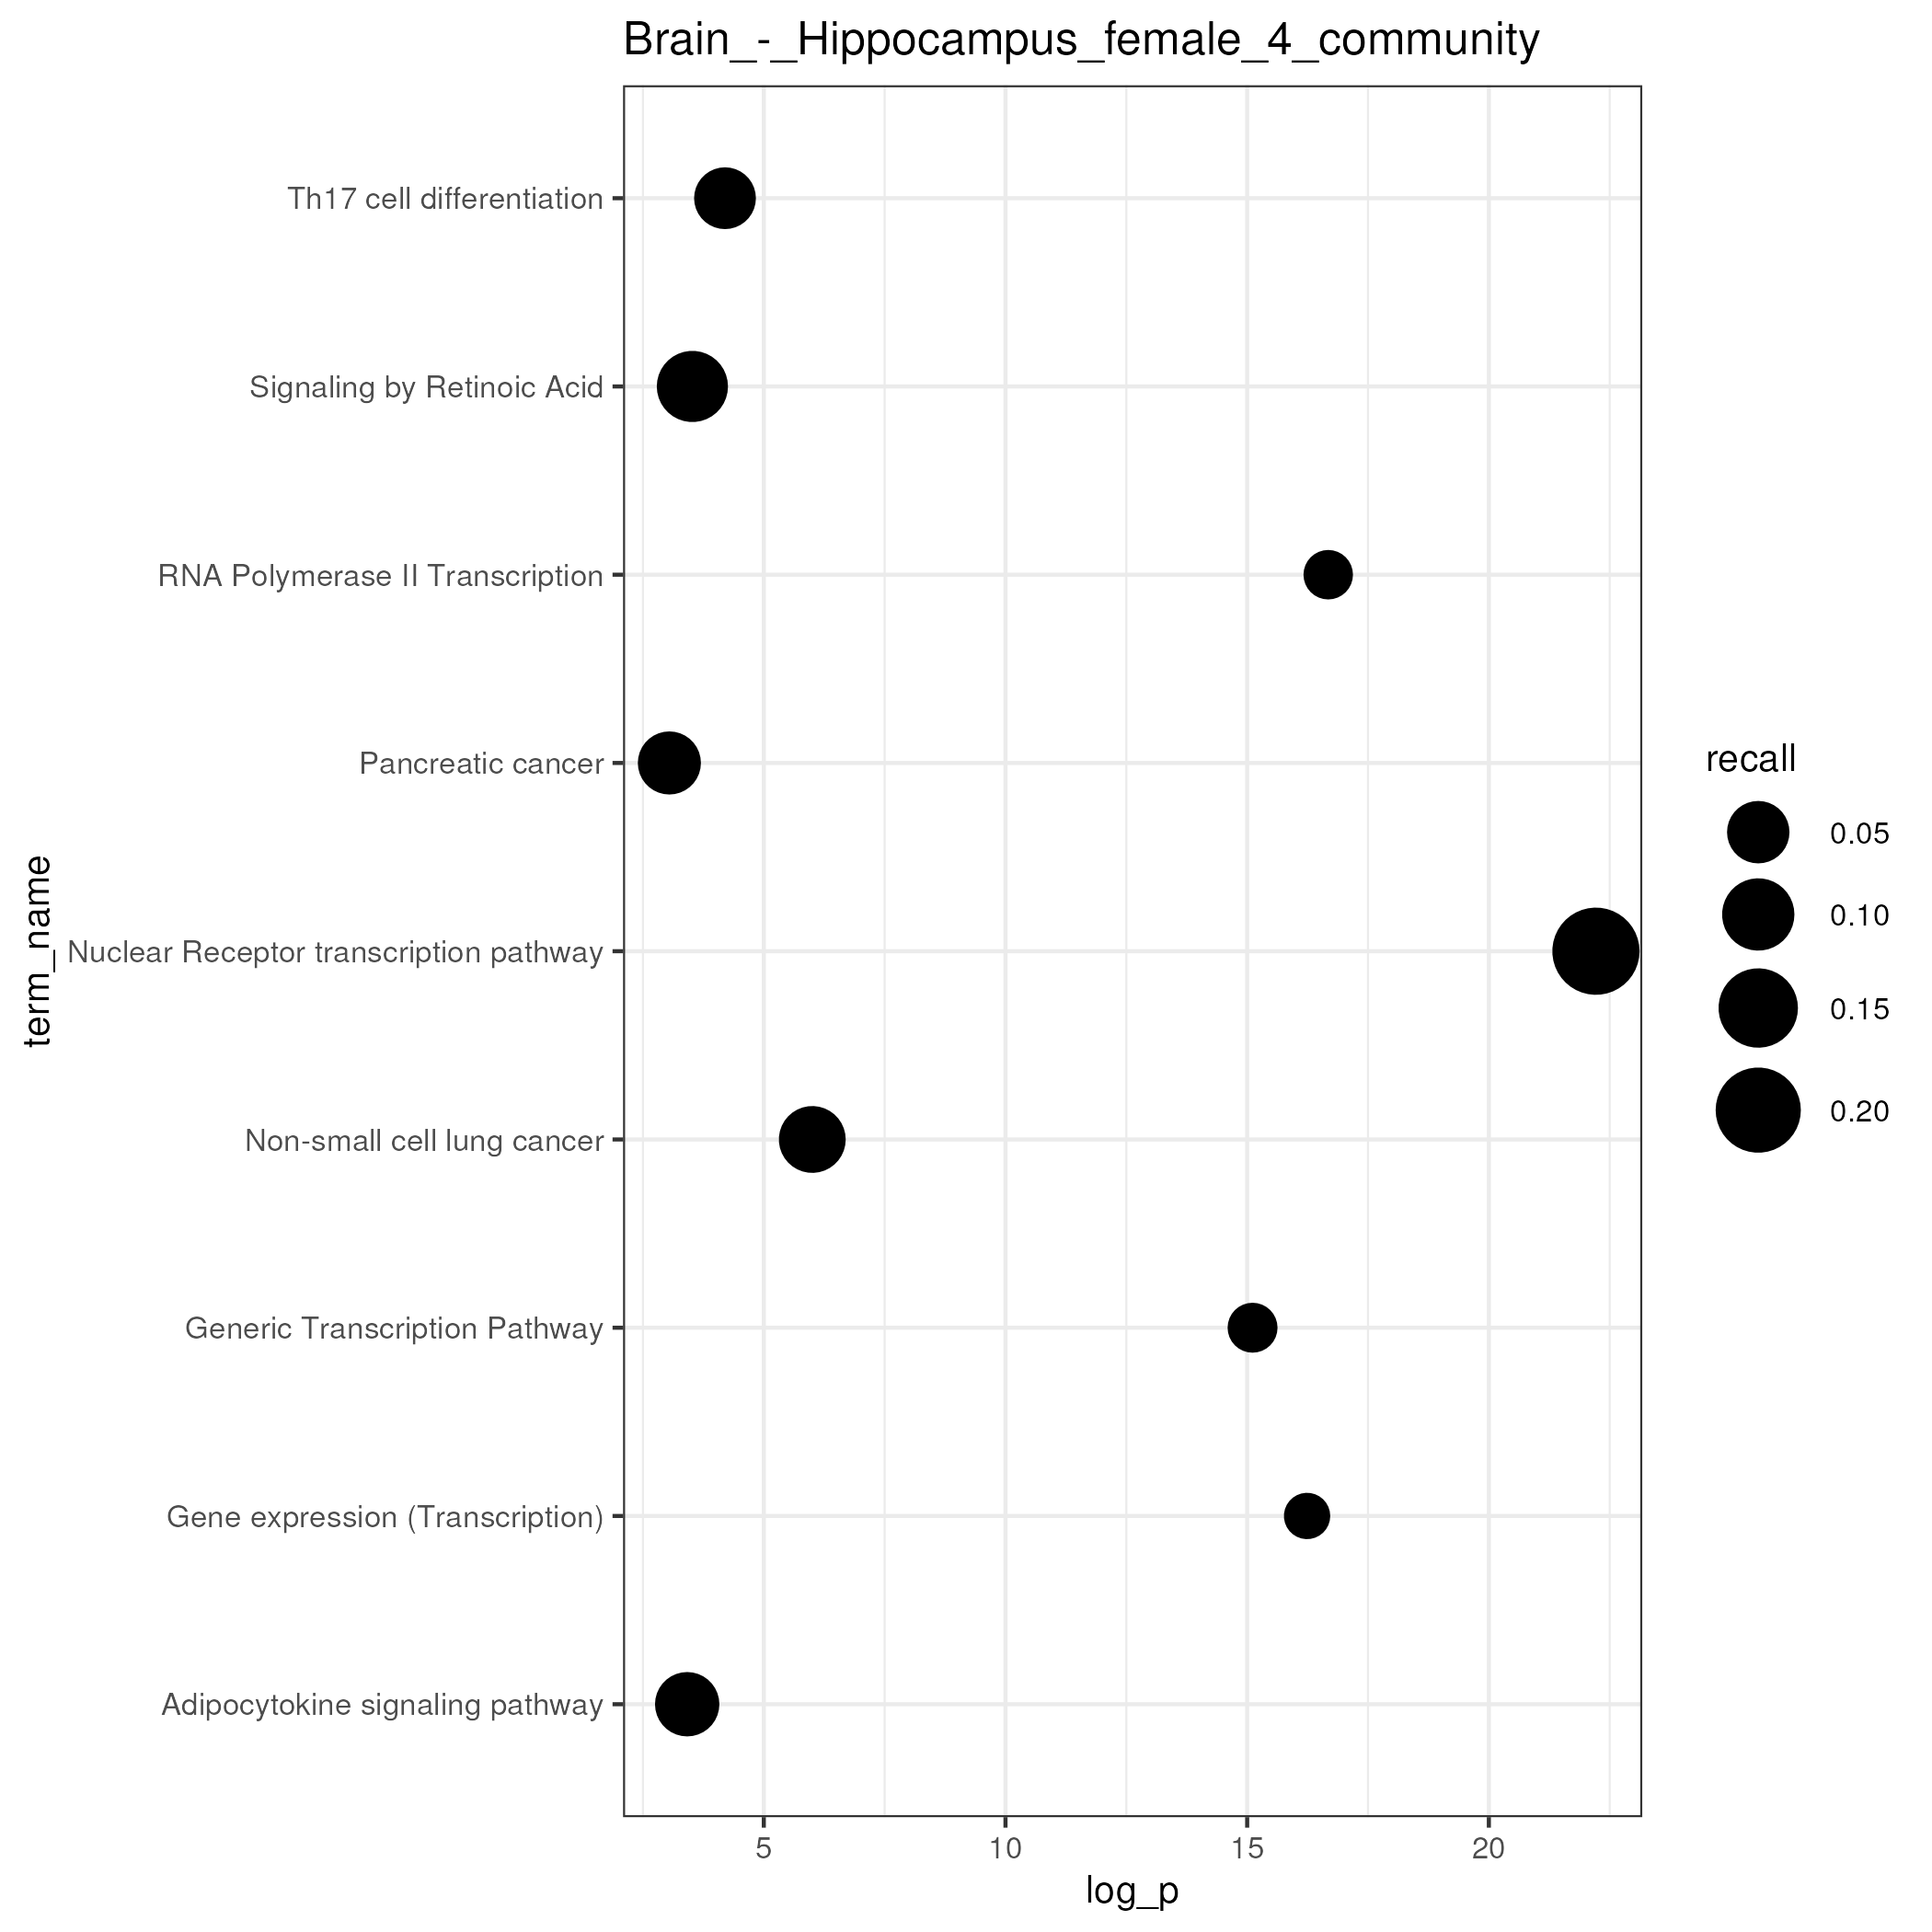 Brain_-_Hippocampus_female_4_community
term_name
Th17 cell differentiation
Signaling by Retinoic Acid
RNA Polymerase II Transcription
Pancreatic cancer
Nuclear Receptor transcription pathway
Non-small cell lung cancer
Generic Transcription Pathway
Gene expression (Transcription)
Adipocytokine signaling pathway
5 10 15 20
log_p
recall
0.05
0.10
0.15
0.20